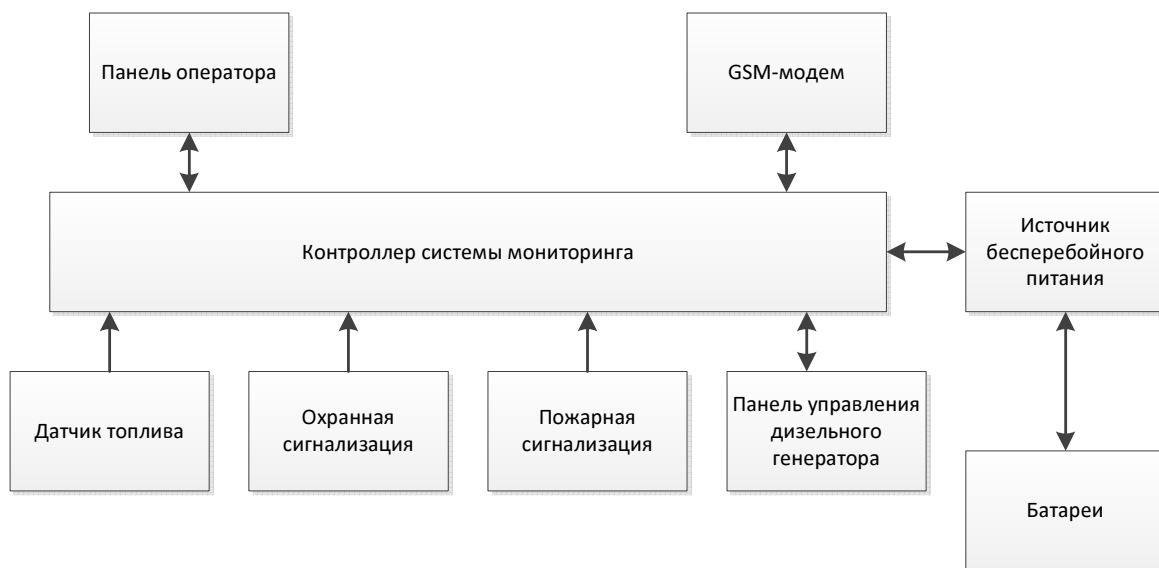 Панель оператора
GSM-модем
Контроллер системы мониторинга
Источник
бесперебойного
питания
Датчик топлива
Охранная
сигнализация
Пожарная
сигнализация
Панель управления
дизельного
генератора
Батареи